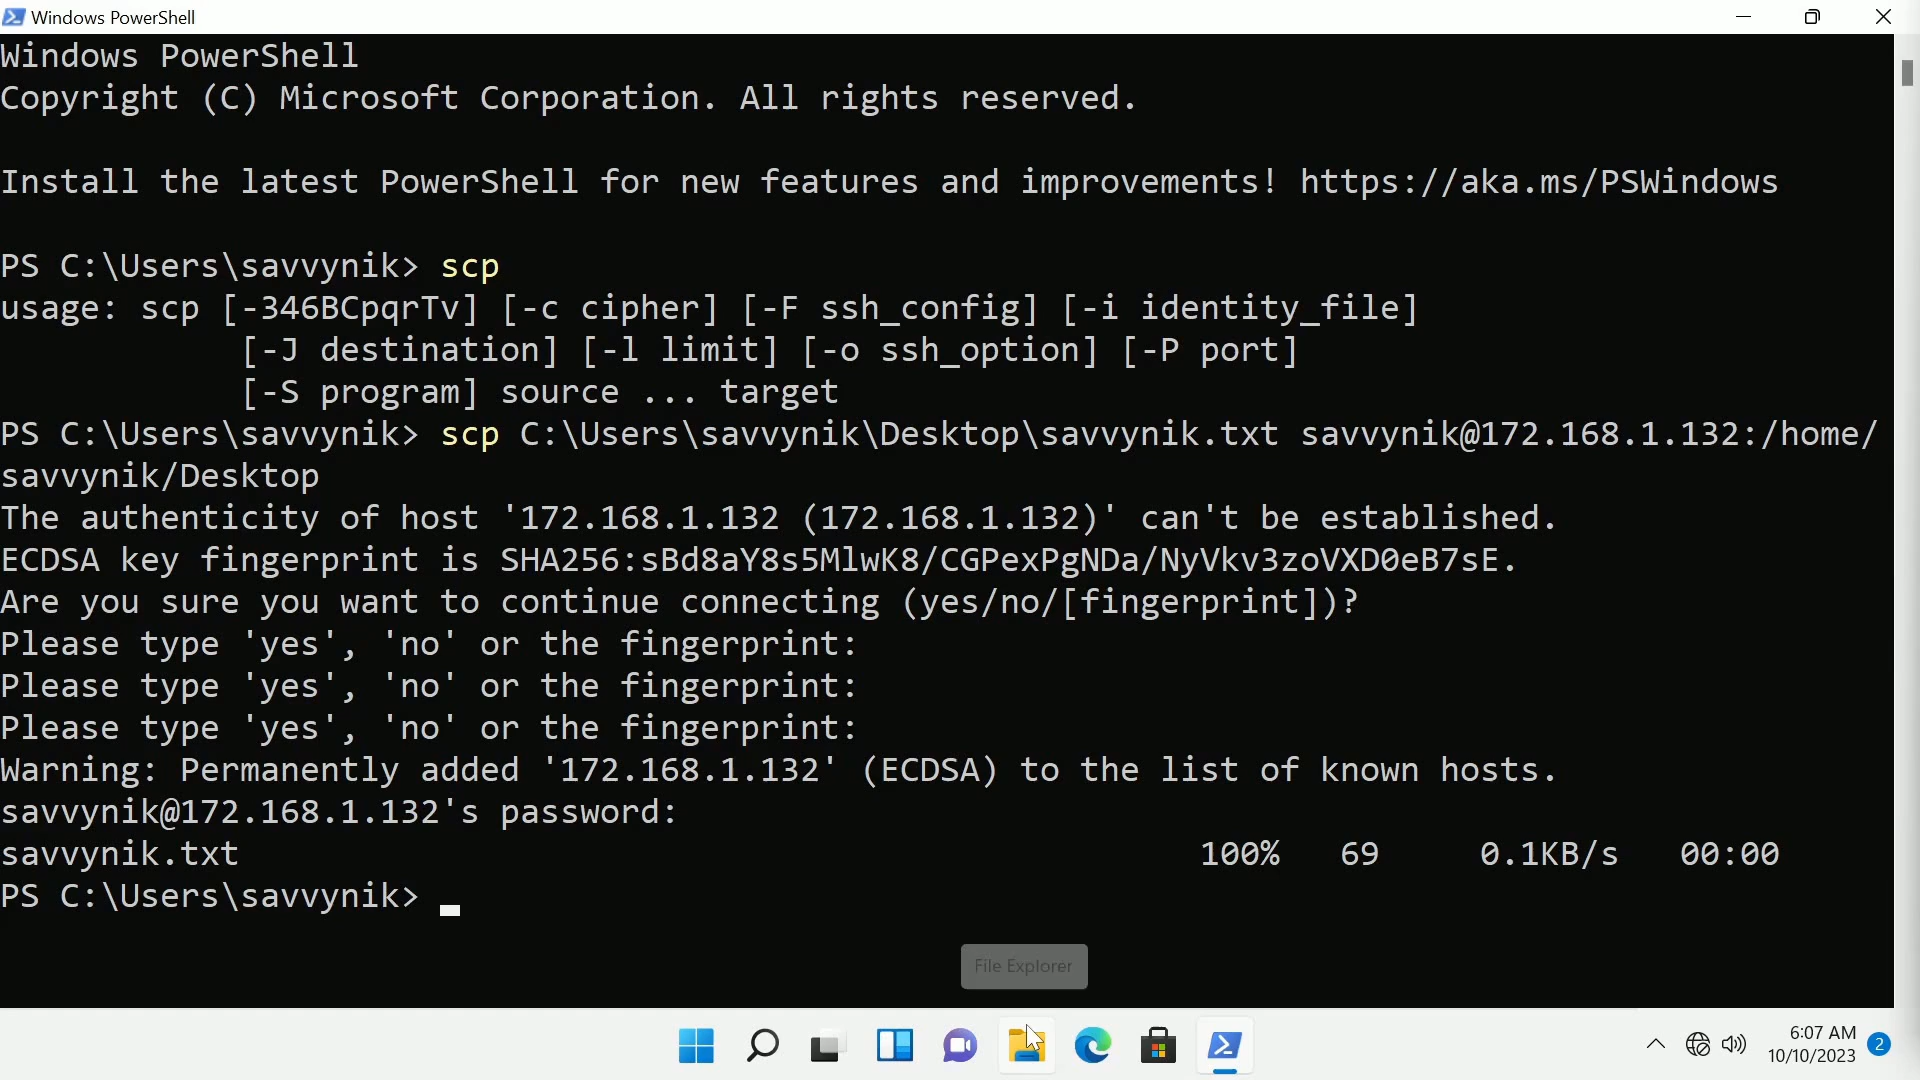 Windows PowerShell
Windows PowerShell
Copyright (C) Microsoft Corporation. All rights reserved.
Install the latest PowerShell for new features and improvements! https://aka.ms/PSWindows
PS C:\Users\savvynik> scp
usage: scp [-346BCpqrTv] [-c cipher] [-F ssh_config] [-i identity_file]
[-J destination] [-l limit] [-o ssh_option] [-P port]
[-S program] source ... target
PS C:\Users\savvynik> scp C:\Users\savvynik\Desktop\savvynik.txt savvynik@172.168.1.132:/home/
savvynik/Desktop
The authenticity of host '172.168.1.132 (172.168.1.132)' can't be established.
ECDSA key fingerprint is SHA256:sBd8aY8s5MlwK8/CGPexPgNDa/NyVkv3zoVXD0eB7sE.
Are you sure you want to continue connecting (yes/no/[fingerprint])?
Please type 'yes', 'no' or the fingerprint:
Please type 'yes', 'no' or the fingerprint:
Please type 'yes', 'no' or the fingerprint:
Warning: Permanently added '172.168.1.132' (ECDSA) to the list of known hosts.
savvynik@172.168.1.132's password:
savvynik.txt 100% 69 0.1KB/s 00:00
PS C:\Users\savvynik>
File Explorer
6:07 AM
10/10/2023
2